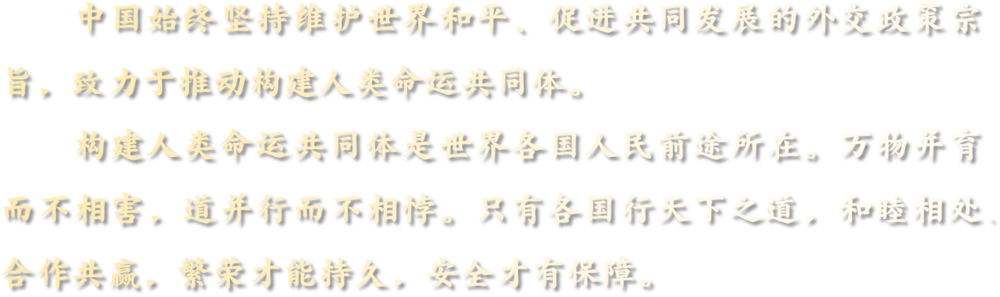 中国始终坚持维护世界和平、促进共同发展的外交政策宗
旨，致力于推动构建人类命运共同体。
构建人类命运共同体是世界各国人民前途所在。万物并育
而不相害，道并行而不相悖。只有各国行天下之道，和睦相处、
合作共赢，繁荣才能持久，安全才有保障。